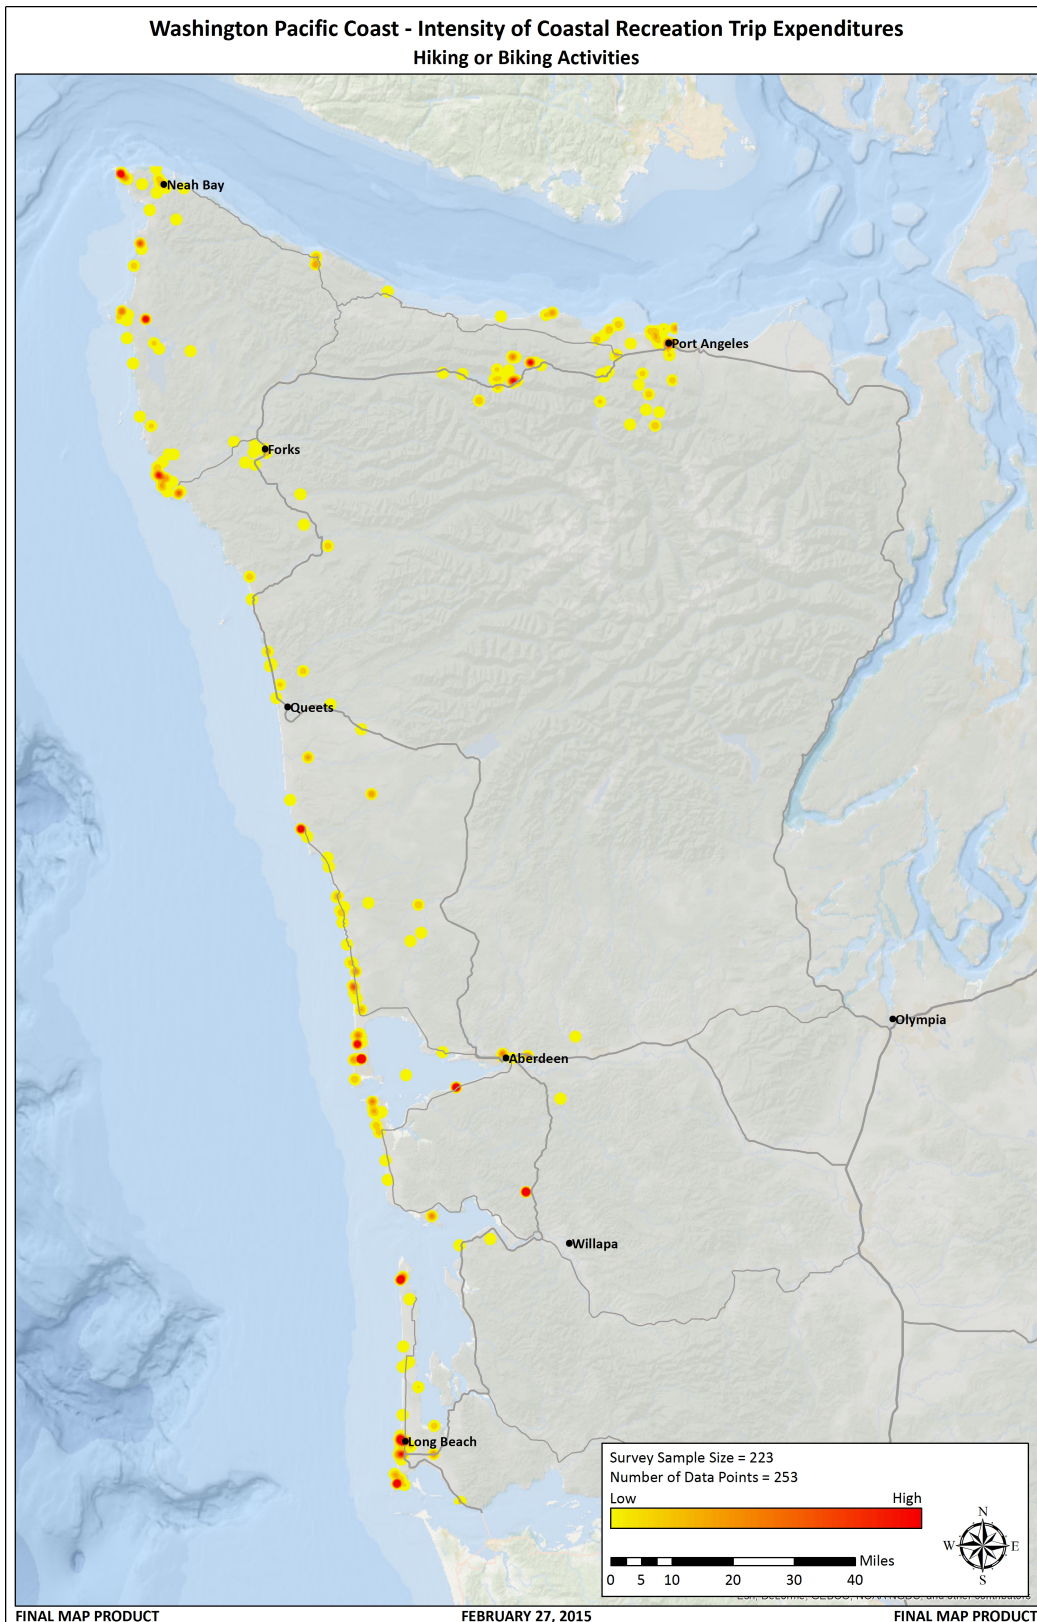 Washington Pacific Coast - Intensity of Coastal Recreation Trip Expenditures
Hiking or Biking Activities
Neah Bay
Port Angeles
Forks
Queets
Olympia
Aberdeen
Willapa
Long Beach
Survey Sample Size = 223
Number of Data Points = 253
Low High
N
W E
S
Miles
0 5 10 20 30 40
FINAL MAP PRODUCT FEBRUARY 27, 2015 FINAL MAP PRODUCT